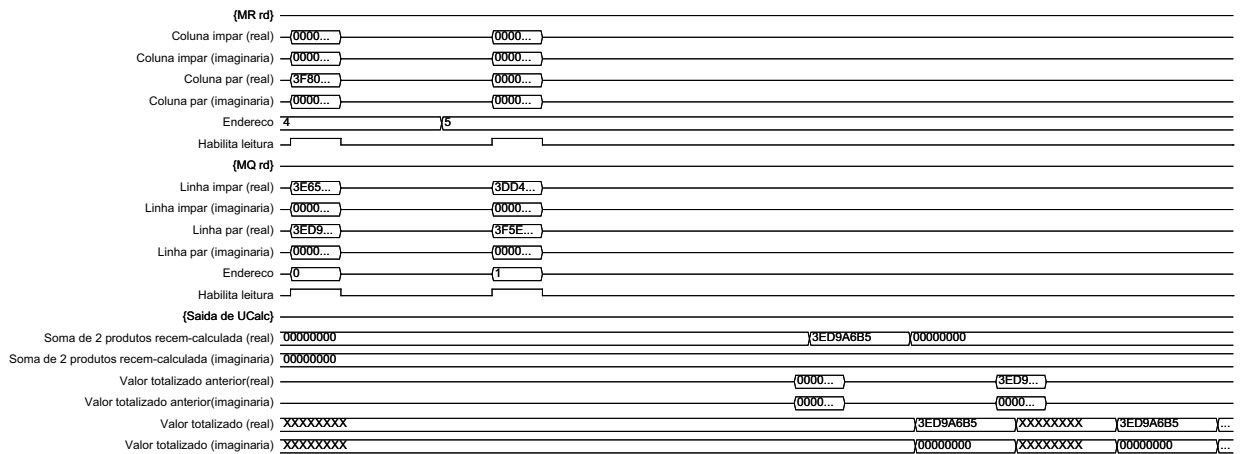 {MR rd}
Coluna impar (real) 0000... 0000...
Coluna impar (imaginaria) 0000... 0000...
Coluna par (real) 3F80... 0000...
Coluna par (imaginaria) 0000... 0000...
Endereco 4 5
Habilita leitura
{MQ rd}
Linha impar (real) 3E65... 3DD4...
Linha impar (imaginaria) 0000... 0000...
Linha par (real) 3ED9... 3F5E...
Linha par (imaginaria) 0000... 0000...
Endereco 0 1
Habilita leitura
{Saida de UCalc}
Soma de 2 produtos recem-calculada (real) 00000000 3ED9A6B5 00000000
Soma de 2 produtos recem-calculada (imaginaria) 00000000
Valor totalizado anterior(real) 0000... 3ED9...
Valor totalizado anterior(imaginaria) 0000... 0000...
Valor totalizado (real) XXXXXXXX 3ED9A6B5 XXXXXXXX 3ED9A6B5 ...
Valor totalizado (imaginaria) XXXXXXXX 00000000 XXXXXXXX 00000000 ...